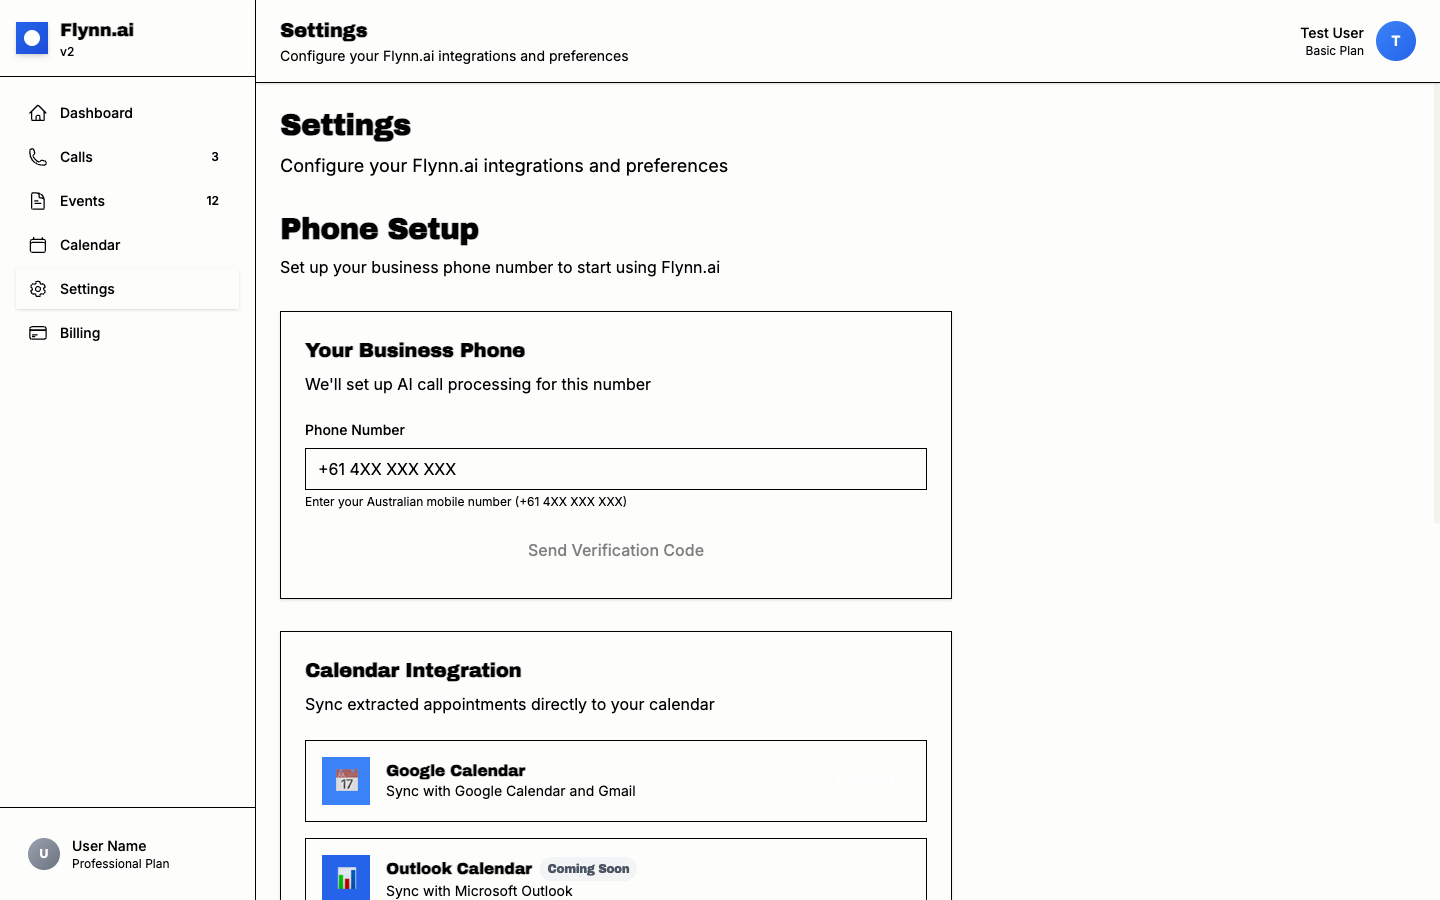 Flynn.ai
v2
Dashboard
Calls 3
Events 12
Calendar
Settings
Billing
U
User Name
Professional Plan
Settings
Configure your Flynn.ai integrations and preferences
Test User
Basic Plan
T
Settings
Configure your Flynn.ai integrations and preferences
Phone Setup
Set up your business phone number to start using Flynn.ai
Your Business Phone
We'll set up AI call processing for this number
Phone Number
+61 4XX XXX XXX
Enter your Australian mobile number (+61 4XX XXX XXX)
Send Verification Code
Calendar Integration
Sync extracted appointments directly to your calendar
17
Google Calendar
Sync with Google Calendar and Gmail
Outlook Calendar Coming Soon
Sync with Microsoft Outlook